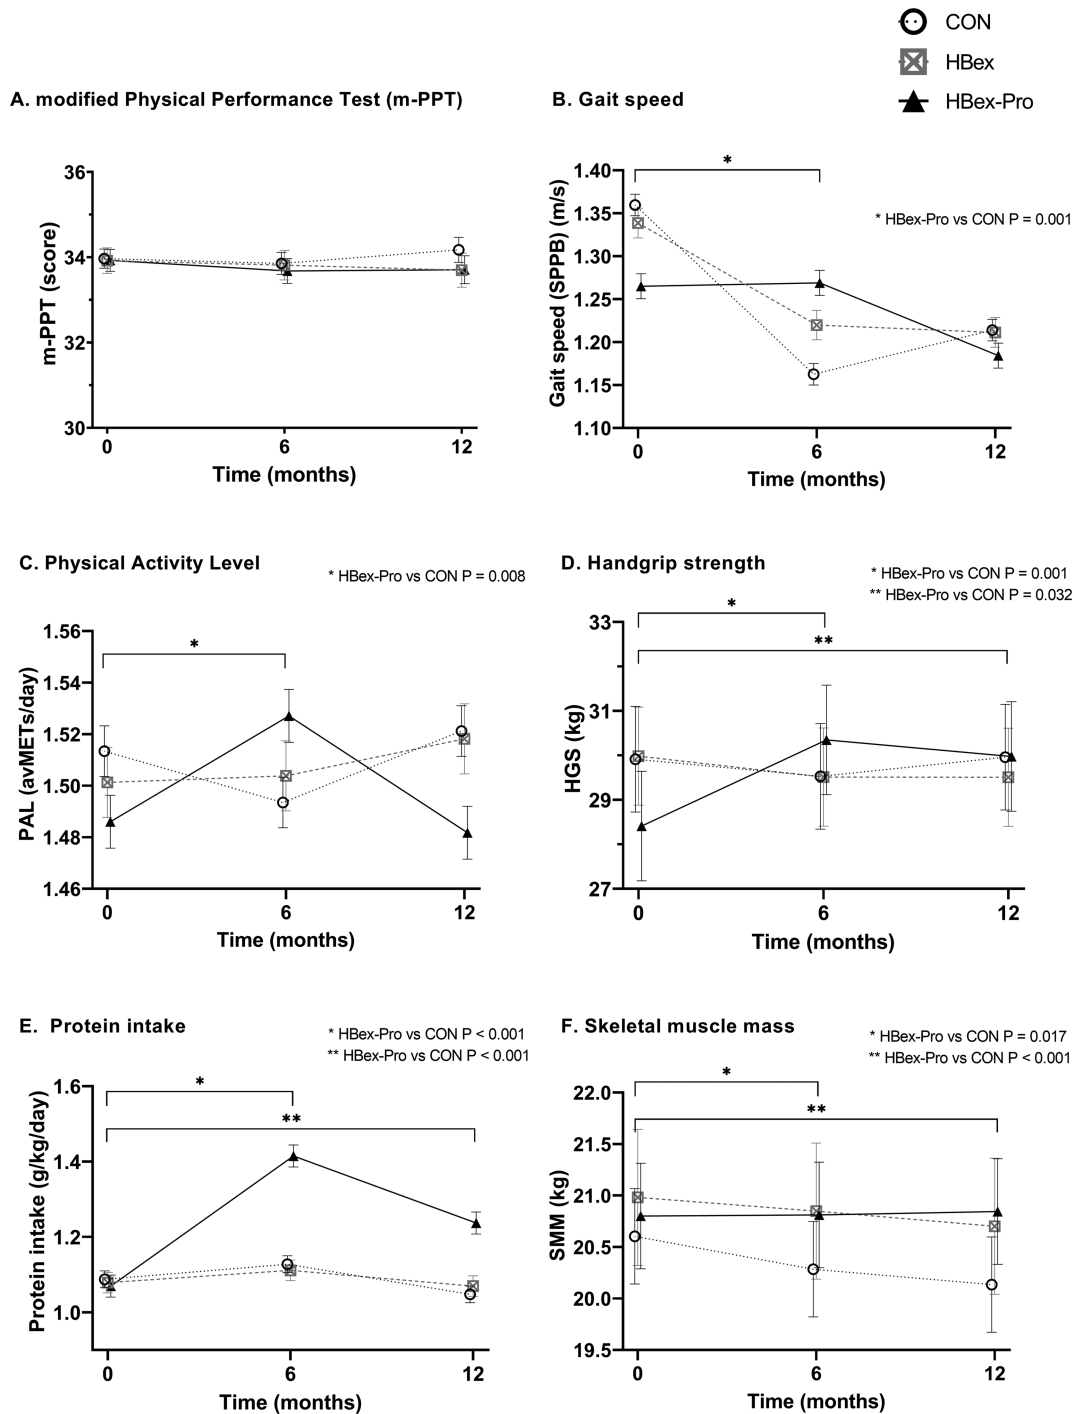 CON
HBex
HBex-Pro
A. modified Physical Performance Test (m-PPT)
m-PPT (score)
36
34
32
30
0 6 12
Time (months)
B. Gait speed
* HBex-Pro vs CON P = 0.001
*
Gait speed (SPPB) (m/s)
1.40
1.35
1.30
1.25
1.20
1.15
1.10
0 6 12
Time (months)
C. Physical Activity Level
* HBex-Pro vs CON P = 0.008
*
PAL (avMETs/day)
1.56
1.54
1.52
1.50
1.48
1.46
0 6 12
Time (months)
D. Handgrip strength
* HBex-Pro vs CON P = 0.001
** HBex-Pro vs CON P = 0.032
*
**
HGS (kg)
33
31
29
27
0 6 12
Time (months)
E. Protein intake
* HBex-Pro vs CON P < 0.001
** HBex-Pro vs CON P < 0.001
*
**
Protein intake (g/kg/day)
1.6
1.4
1.2
1.0
0 6 12
Time (months)
F. Skeletal muscle mass
* HBex-Pro vs CON P = 0.017
** HBex-Pro vs CON P < 0.001
*
**
SMM (kg)
22.0
21.5
21.0
20.5
20.0
19.5
0 6 12
Time (months)